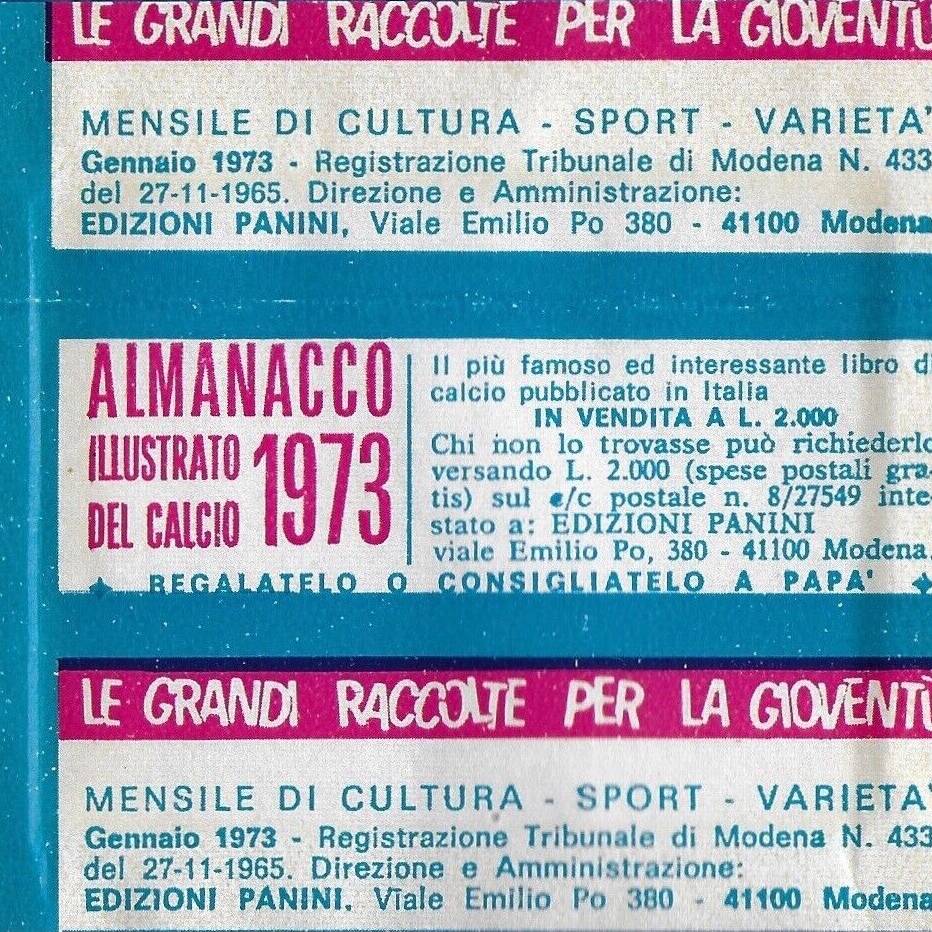 LE GRANDI RACCOLTE PER LA GIOVENTÙ
MENSILE DI CULTURA - SPORT - VARIETA'
Gennaio 1973 - Registrazione Tribunale di Modena N. 433
del 27-11-1965. Direzione e Amministrazione:
EDIZIONI PANINI, Viale Emilio Po 380 - 41100 Modena
ALMANACCO
ILLUSTRATO
DEL CALCIO
1973
Il più famoso ed interessante libro di
calcio pubblicato in Italia
IN VENDITA A L. 2.000
Chi non lo trovasse può richiederlo
versando L. 2.000 (spese postali gra-
tis) sul c/c postale n. 8/27549 inte-
stato a: EDIZIONI PANINI
viale Emilio Po, 380 - 41100 Modena.
REGALATELO O CONSIGLIATELO A PAPA'
LE GRANDI RACCOLTE PER LA GIOVENTÙ
MENSILE DI CULTURA - SPORT - VARIETA'
Gennaio 1973 - Registrazione Tribunale di Modena N. 433
del 27-11-1965. Direzione e Amministrazione:
EDIZIONI PANINI. Viale Emilio Po 380 - 41100 Modena